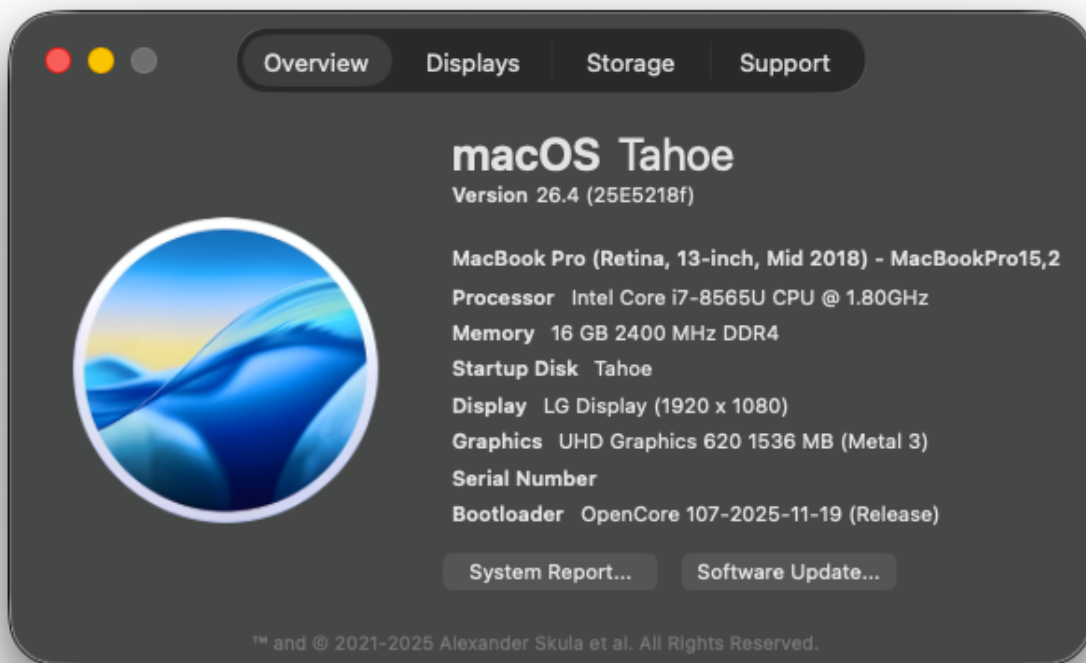 Overview Displays Storage Support
macOS Tahoe
Version 26.4 (25E5218f)
MacBook Pro (Retina, 13-inch, Mid 2018) - MacBookPro15,2
Processor Intel Core i7-8565U CPU @ 1.80GHz
Memory 16 GB 2400 MHz DDR4
Startup Disk Tahoe
Display LG Display (1920 x 1080)
Graphics UHD Graphics 620 1536 MB (Metal 3)
Serial Number
Bootloader OpenCore 107-2025-11-19 (Release)
System Report... Software Update...
™ and © 2021-2025 Alexander Skula et al. All Rights Reserved.